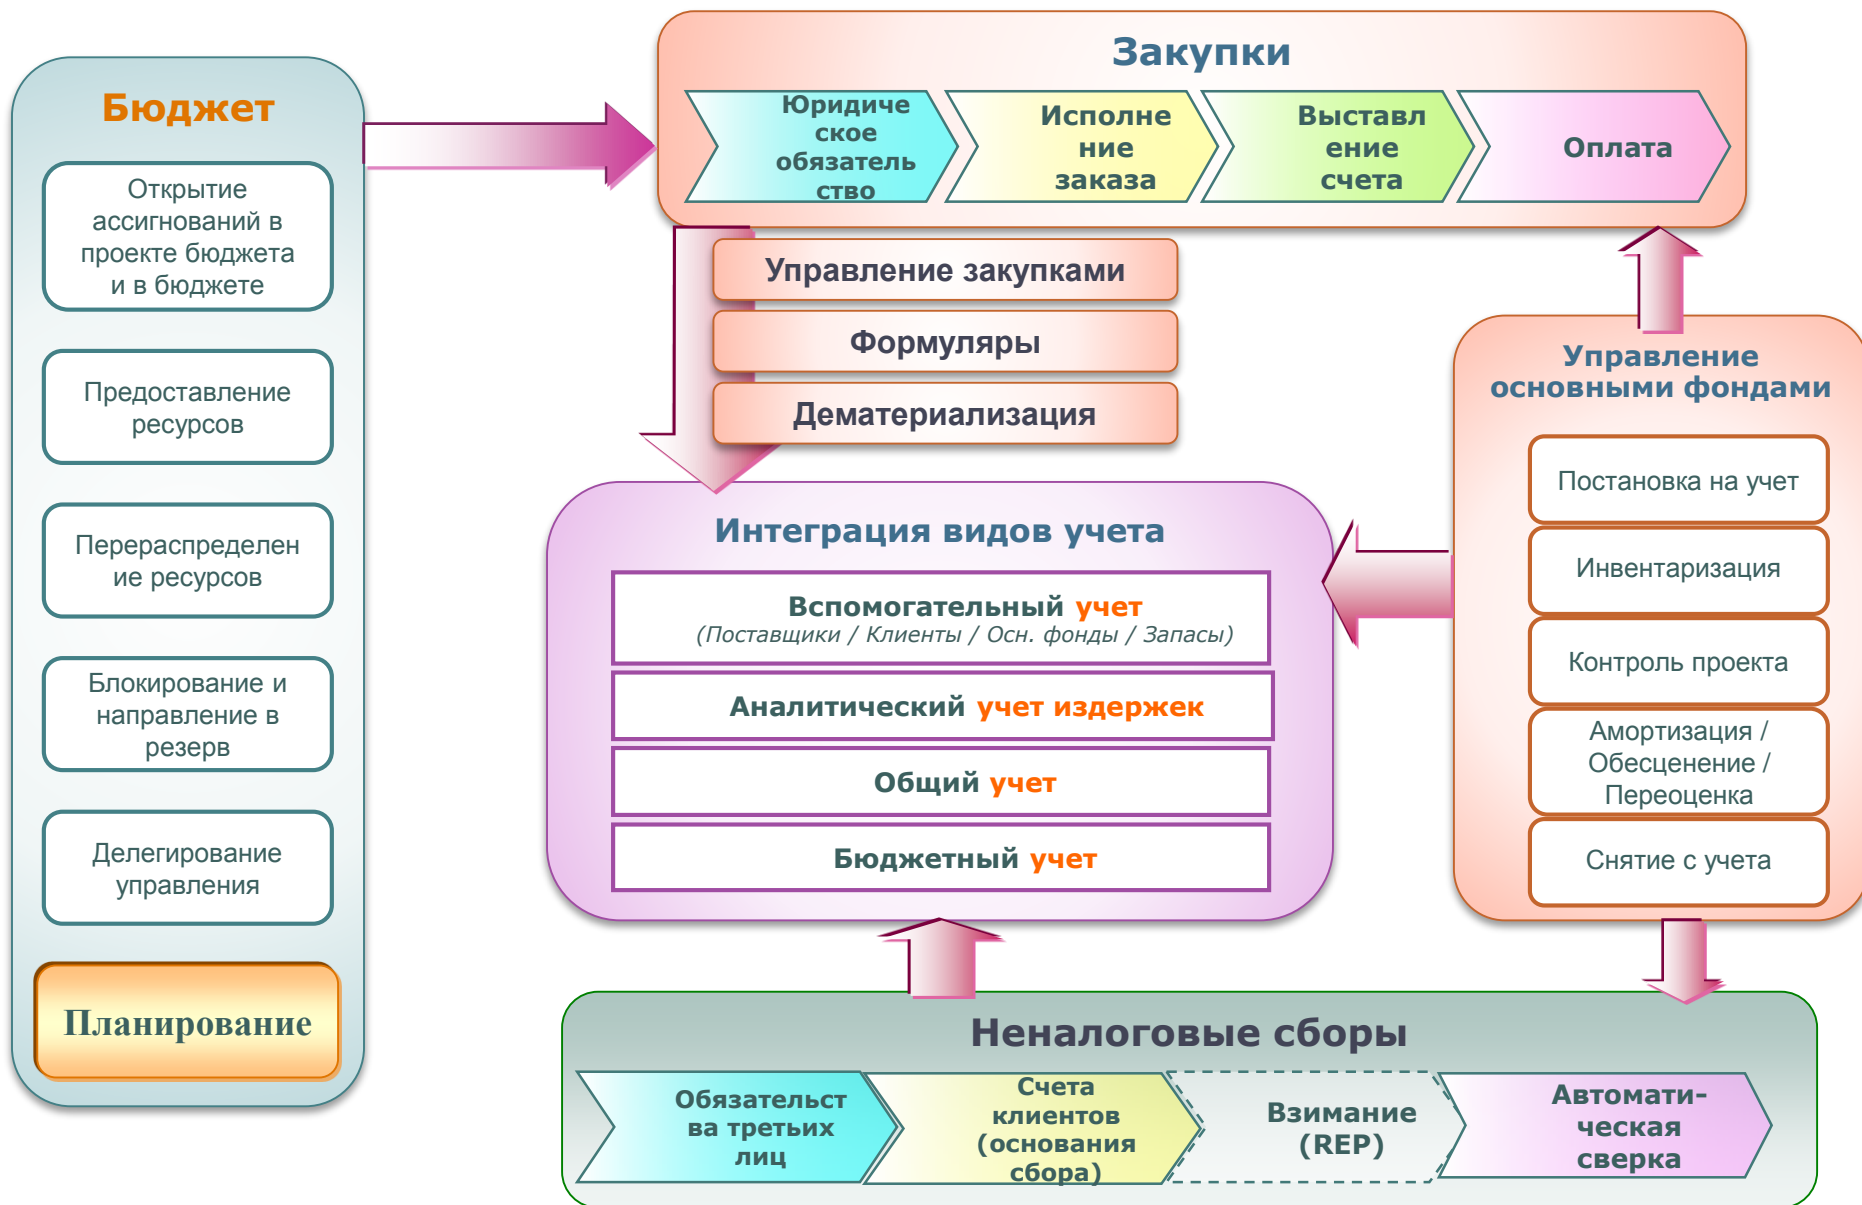 Бюджет
Открытие
ассигнований в
проекте бюджета
и в бюджете
Предоставление
ресурсов
Перераспределен
ие ресурсов
Блокирование и
направление в
резерв
Делегирование
управления
Планирование
Закупки
Юридиче
ское
обязатель
ство
Исполне
ние
заказа
Выставл
ение
счета
Оплата
Управление закупками
Формуляры
Дематериализация
Интеграция видов учета
Вспомогательный учет
(Поставщики / Клиенты / Осн. фонды / Запасы)
Аналитический учет издержек
Общий учет
Бюджетный учет
Управление
основными фондами
Постановка на учет
Инвентаризация
Контроль проекта
Амортизация /
Обесценение /
Переоценка
Снятие с учета
Неналоговые сборы
Обязательст
ва третьих
лиц
Счета
клиентов
(основания
сбора)
Взимание
(REP)
Автомати-
ческая
сверка